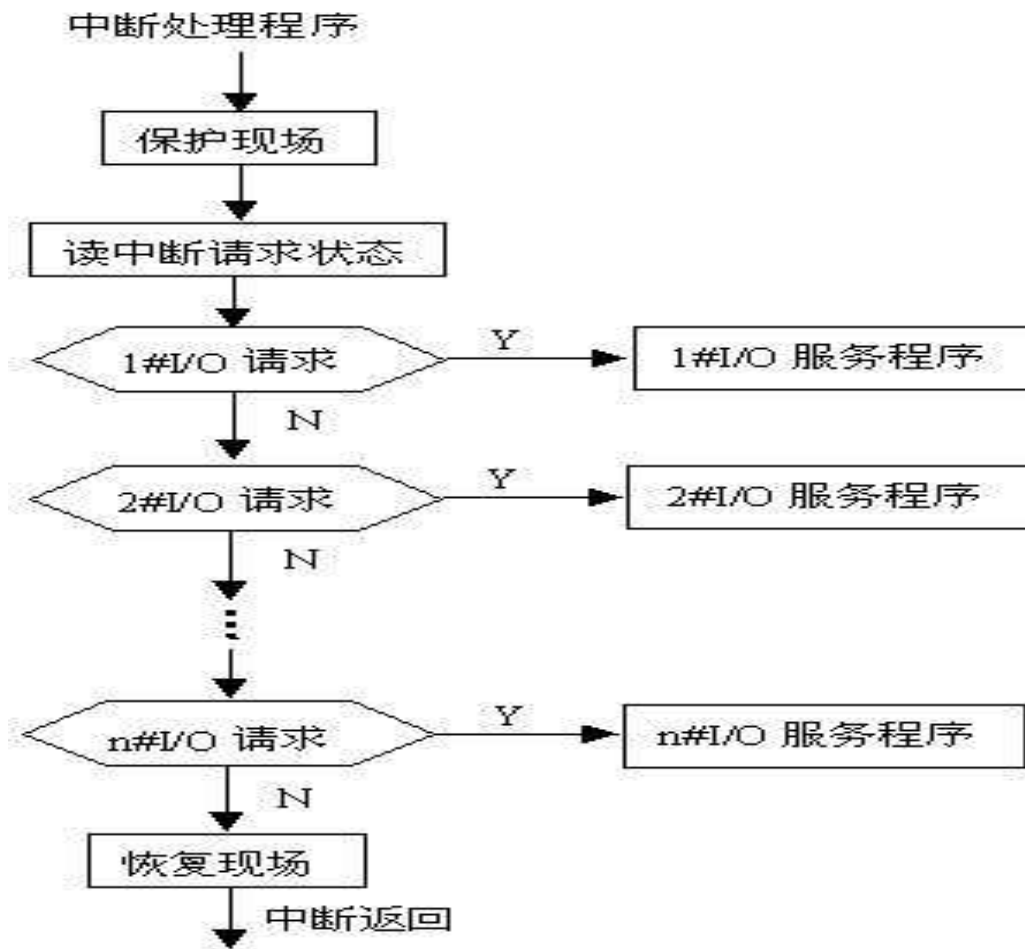 中断处理程序
保护现场
读中断请求状态
1#I/O 请求
Y
1#I/O 服务程序
N
2#I/O 请求
Y
2#I/O 服务程序
N
⋮
n#I/O 请求
Y
n#I/O 服务程序
N
恢复现场
中断返回